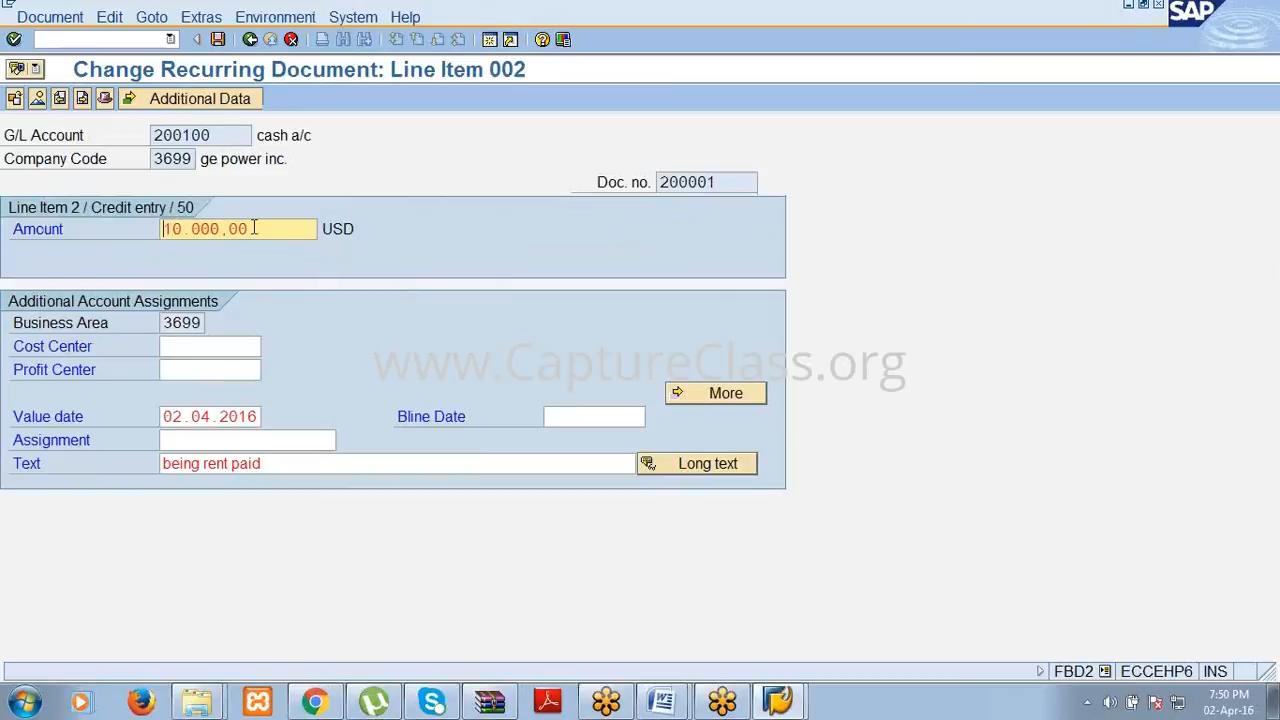 Document Edit Goto Extras Environment System Help
SAP
Change Recurring Document: Line Item 002
Additional Data
G/L Account 200100 cash a/c
Company Code 3699 ge power inc.
Doc. no. 200001
Line Item 2 / Credit entry / 50
Amount 10.000,00 USD
Additional Account Assignments
Business Area 3699
Cost Center
www.CaptureClass.org
Profit Center
More
Value date 02.04.2016 Bline Date
Assignment
Text being rent paid Long text
FBD2 ECCEHP6 INS
7:50 PM
02-Apr-16